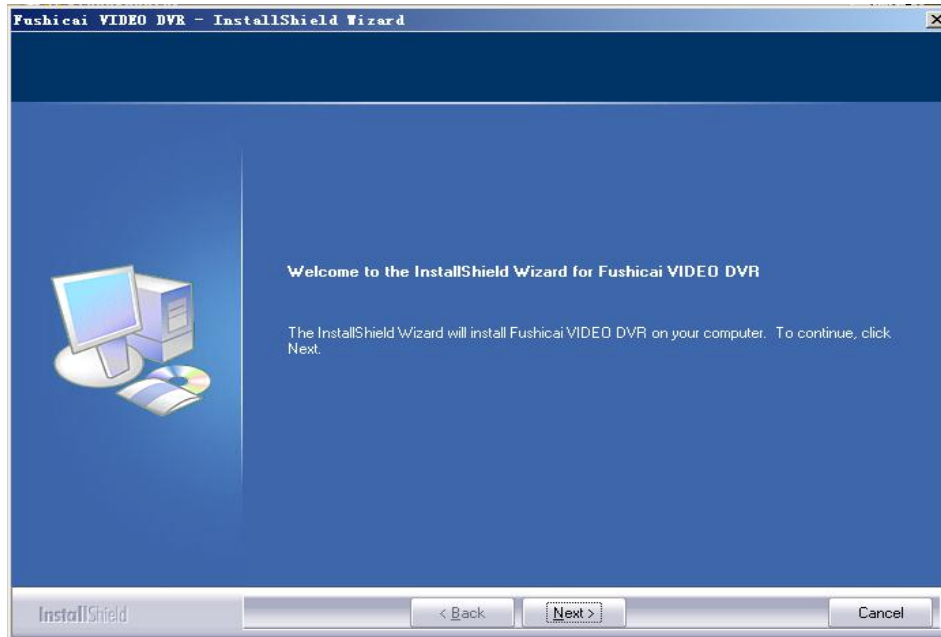 Fushicai VIDEO DVR - InstallShield Wizard
Welcome to the InstallShield Wizard for Fushicai VIDEO DVR
The InstallShield Wizard will install Fushicai VIDEO DVR on your computer. To continue, click
Next.
InstallShield
< Back
Next >
Cancel